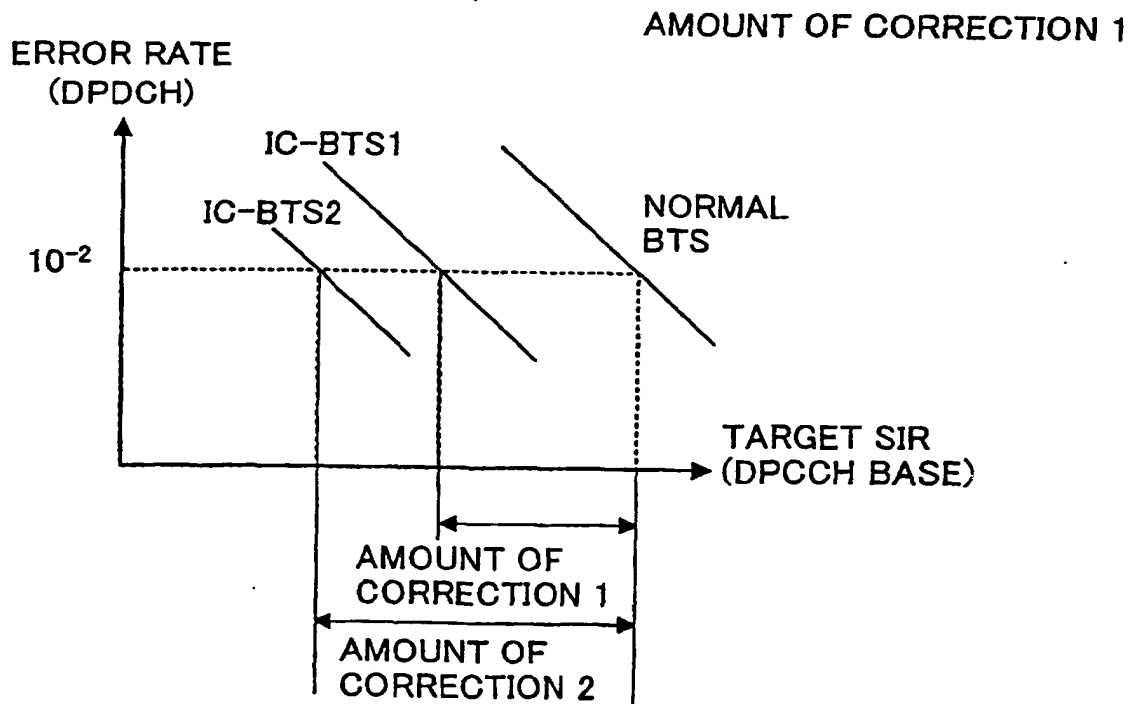 AMOUNT OF CORRECTION 1
ERROR RATE
(DPDCH)
IC-BTS1
IC-BTS2
NORMAL
BTS
10⁻²
TARGET SIR
(DPCCH BASE)
AMOUNT OF
CORRECTION 1
AMOUNT OF
CORRECTION 2